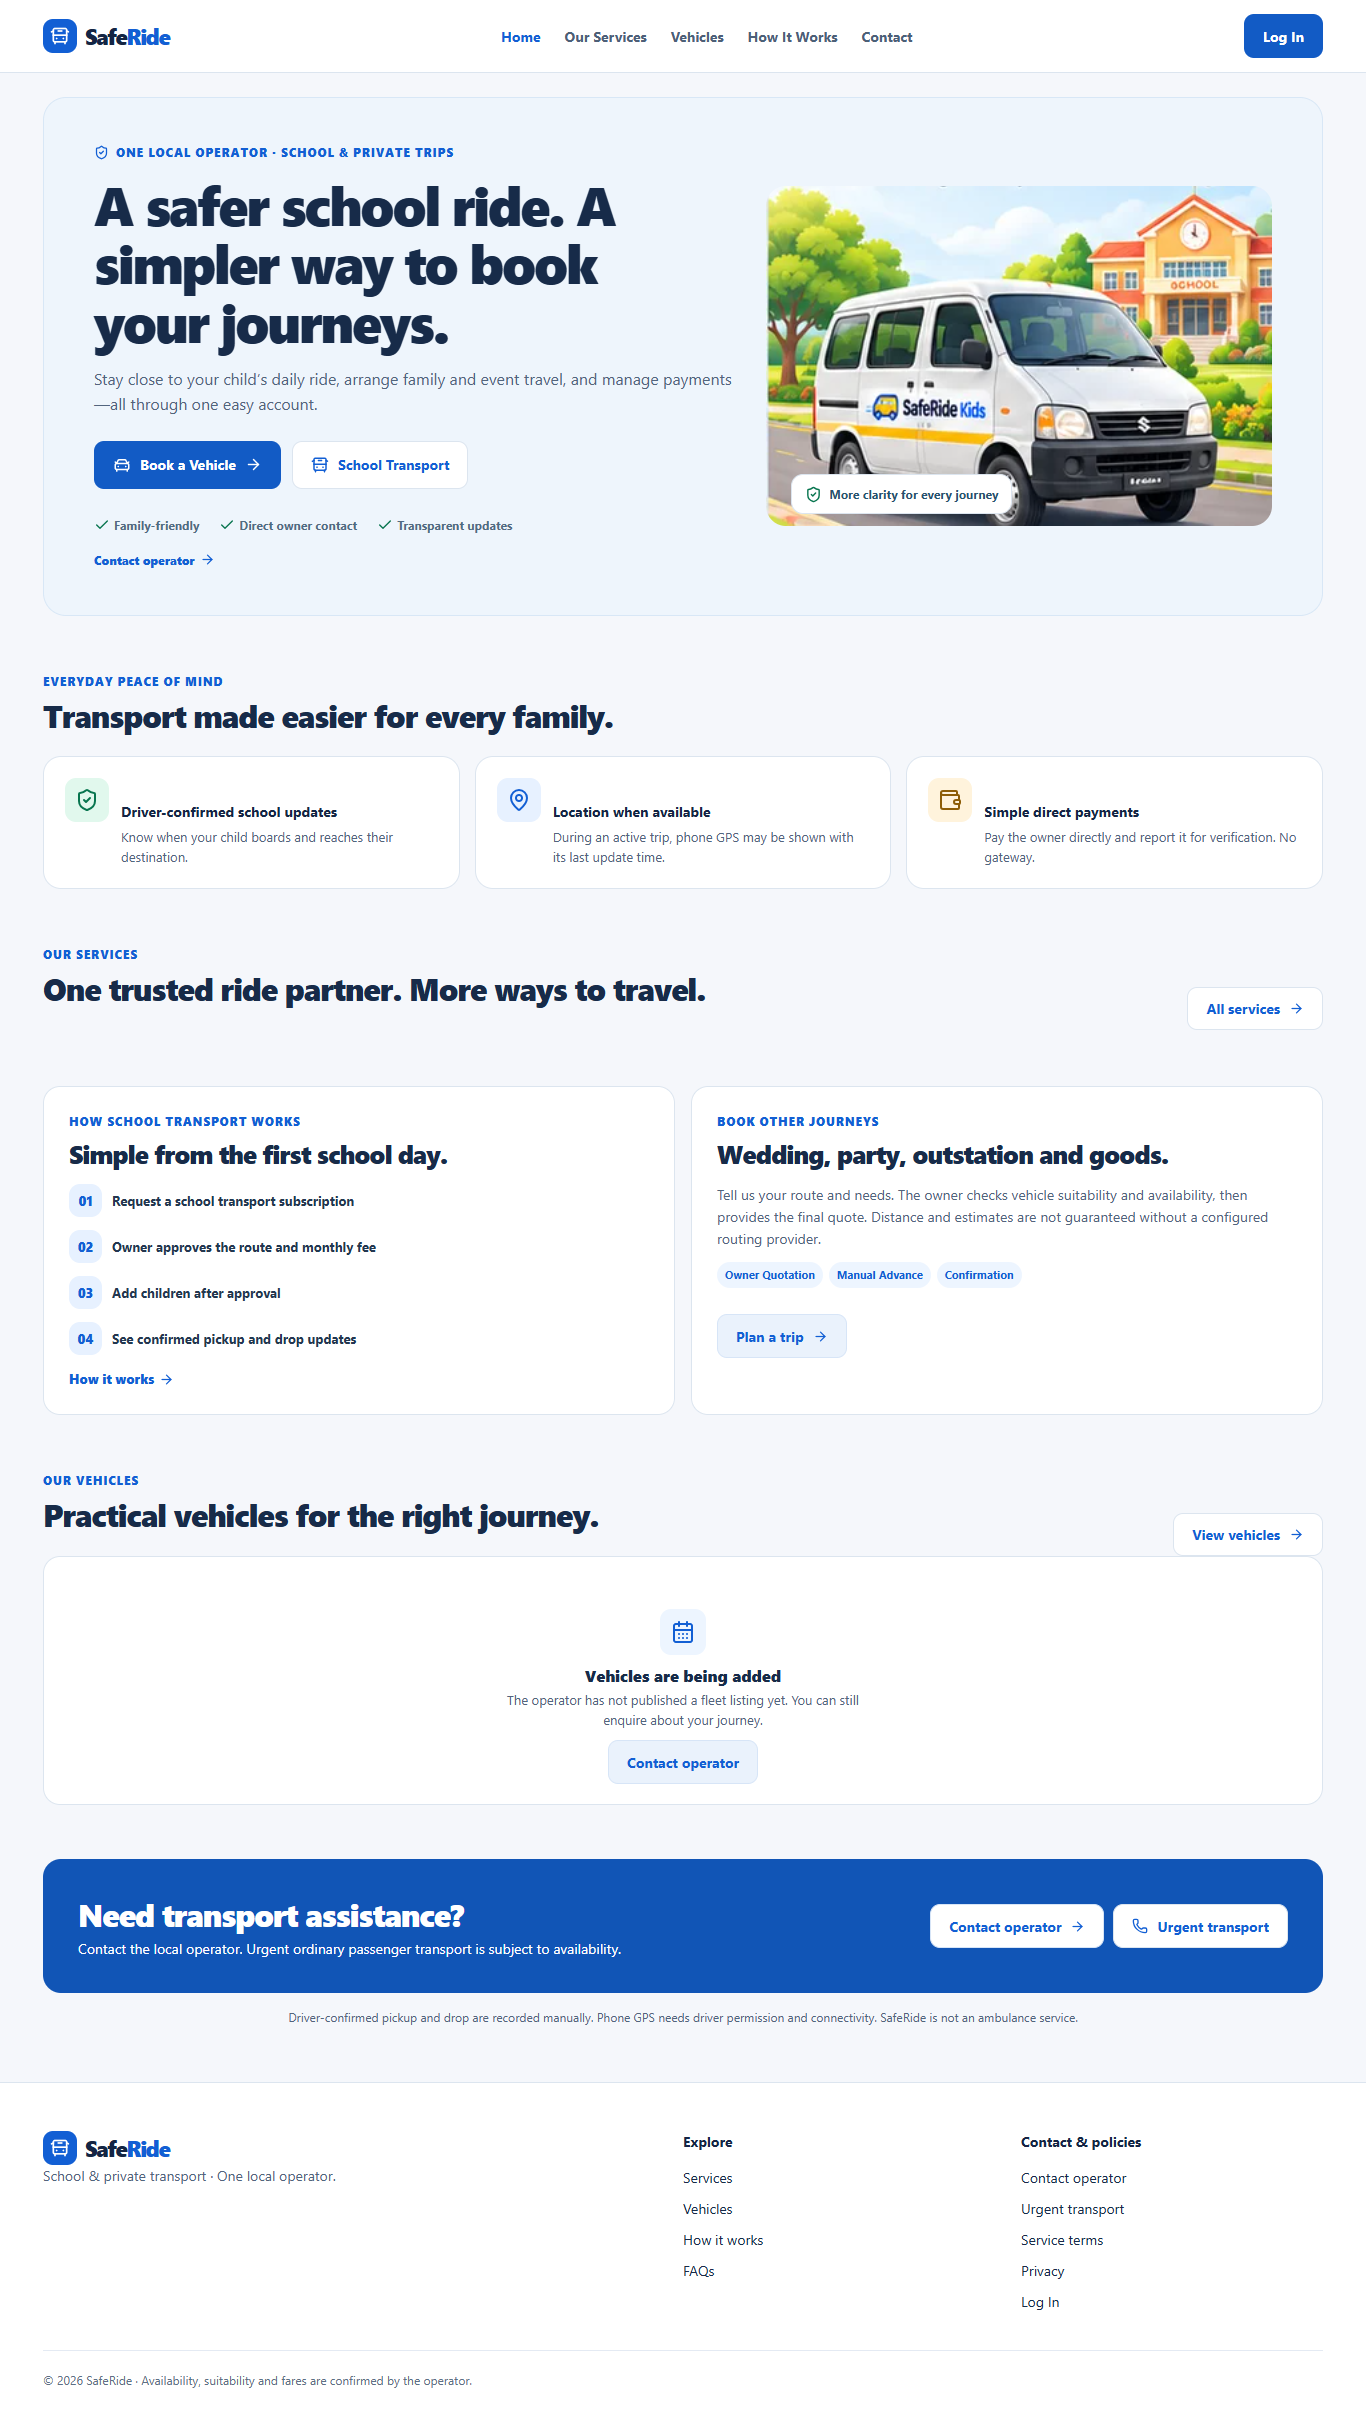 SafeRide
Home
Our Services
Vehicles
How It Works
Contact
Log In
ONE LOCAL OPERATOR · SCHOOL & PRIVATE TRIPS
A safer school ride. A
simpler way to book
your journeys.
Stay close to your child's daily ride, arrange family and event travel, and manage payments
—all through one easy account.
Book a Vehicle
School Transport
Family-friendly
Direct owner contact
Transparent updates
Contact operator
SCHOOL
SafeRide Kids
More clarity for every journey
EVERYDAY PEACE OF MIND
Transport made easier for every family.
Driver-confirmed school updates
Know when your child boards and reaches their
destination.
Location when available
During an active trip, phone GPS may be shown with
its last update time.
Simple direct payments
Pay the owner directly and report it for verification. No
gateway.
OUR SERVICES
One trusted ride partner. More ways to travel.
All services
HOW SCHOOL TRANSPORT WORKS
Simple from the first school day.
01 Request a school transport subscription
02 Owner approves the route and monthly fee
03 Add children after approval
04 See confirmed pickup and drop updates
How it works
BOOK OTHER JOURNEYS
Wedding, party, outstation and goods.
Tell us your route and needs. The owner checks vehicle suitability and availability, then
provides the final quote. Distance and estimates are not guaranteed without a configured
routing provider.
Owner Quotation
Manual Advance
Confirmation
Plan a trip
OUR VEHICLES
Practical vehicles for the right journey.
View vehicles
Vehicles are being added
The operator has not published a fleet listing yet. You can still
enquire about your journey.
Contact operator
Need transport assistance?
Contact the local operator. Urgent ordinary passenger transport is subject to availability.
Contact operator
Urgent transport
Driver-confirmed pickup and drop are recorded manually. Phone GPS needs driver permission and connectivity. SafeRide is not an ambulance service.
SafeRide
School & private transport · One local operator.
Explore
Services
Vehicles
How it works
FAQs
Contact & policies
Contact operator
Urgent transport
Service terms
Privacy
Log In
© 2026 SafeRide · Availability, suitability and fares are confirmed by the operator.